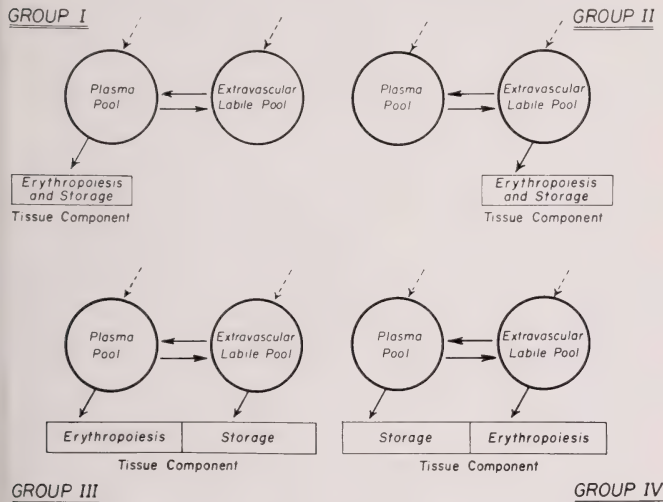 GROUP I
GROUP II
Plasma
Pool
Extravascular
Labile Pool
Erythropoiesis
and Storage
Tissue Component
Plasma
Pool
Extravascular
Labile Pool
Erythropoiesis
and Storage
Tissue Component
Plasma
Pool
Extravascular
Labile Pool
Erythropoiesis
Storage
Tissue Component
GROUP III
Plasma
Pool
Extravascular
Labile Pool
Storage
Erythropoiesis
Tissue Component
GROUP IV